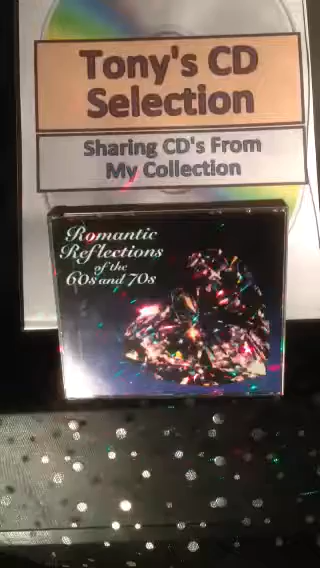 Tony's CD
Selection
Sharing CD's From
My Collection
Romantic
Reflections
of the
60s and 70s